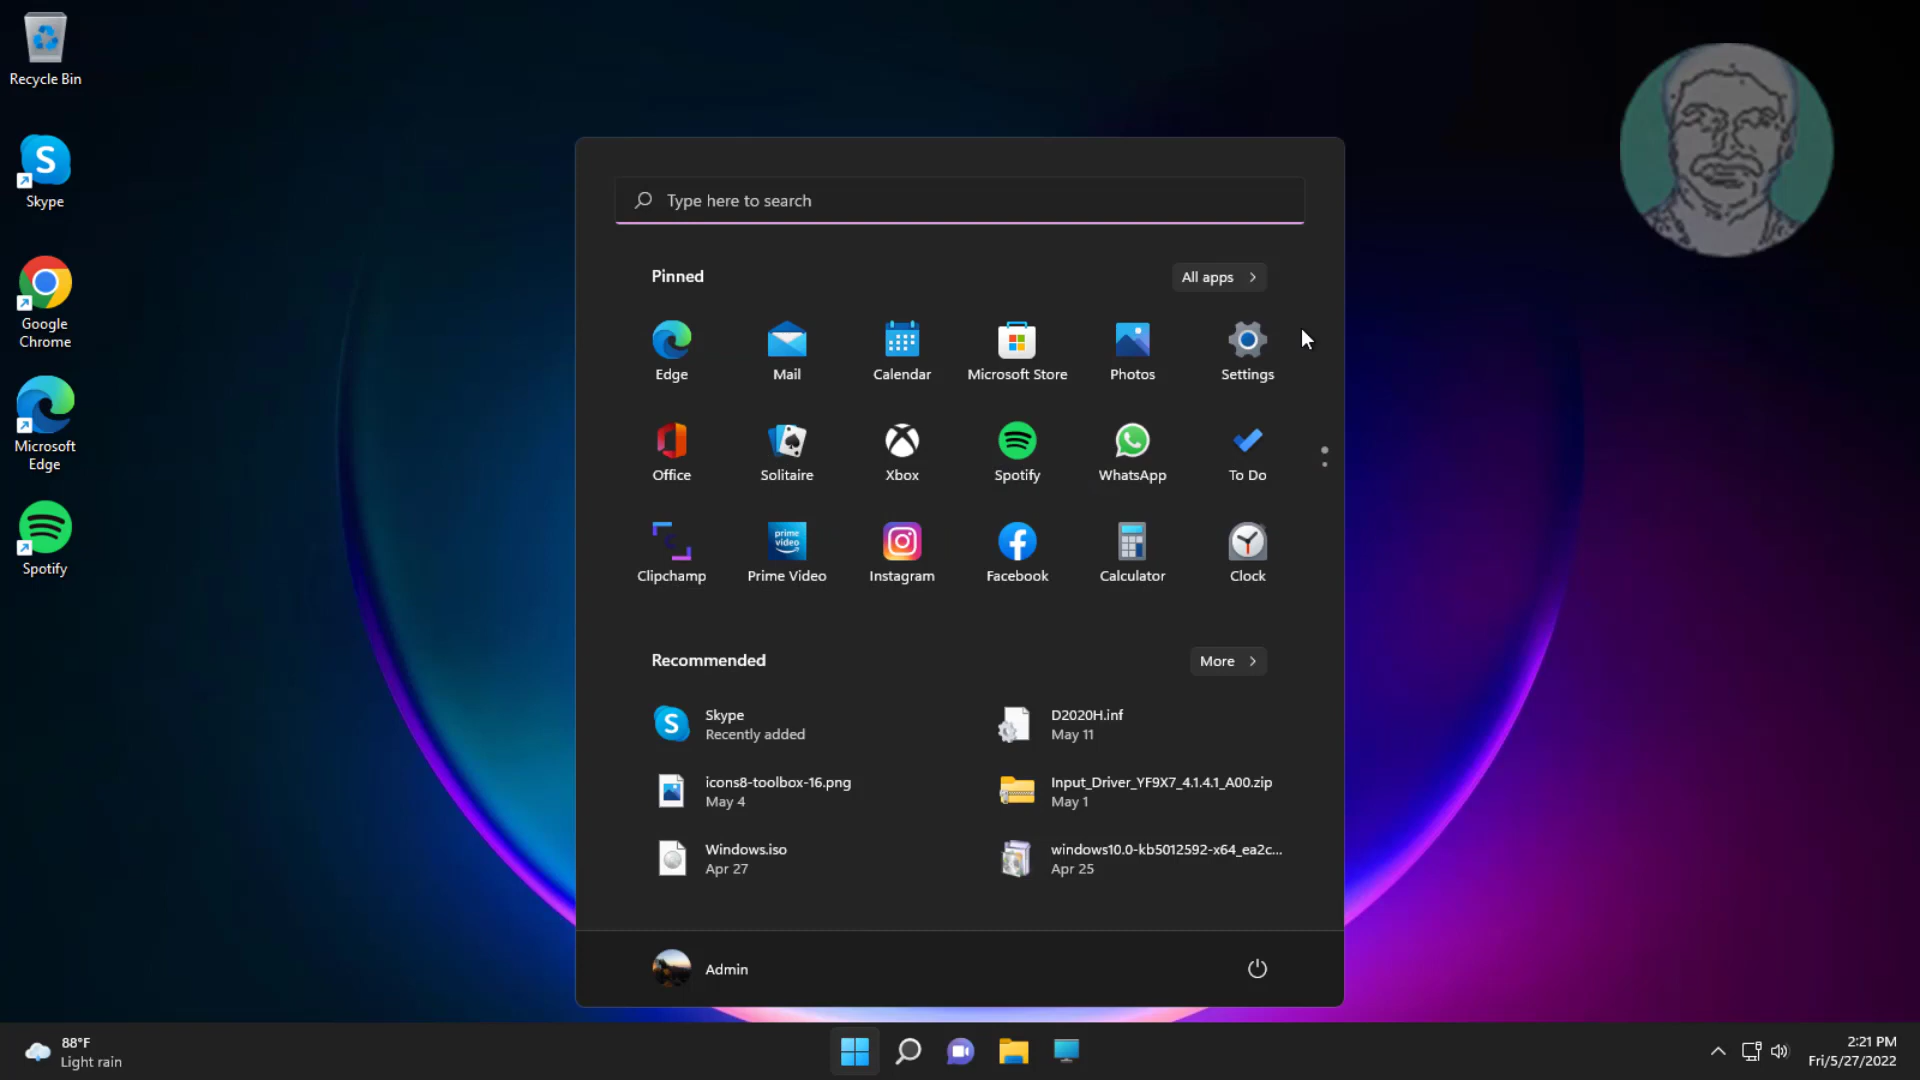 Recycle Bin
Skype
Google
Chrome
Microsoft
Edge
Spotify
Type here to search
Pinned
All apps
Edge
Mail
Calendar
Microsoft Store
Photos
Settings
Office
Solitaire
Xbox
Spotify
WhatsApp
To Do
Clipchamp
prime
video
Prime Video
Instagram
Facebook
Calculator
Clock
Recommended
More
Skype
Recently added
D2020H.inf
May 11
icons8-toolbox-16.png
May 4
Input_Driver_YF9X7_4.1.4.1_A00.zip
May 1
Windows.iso
Apr 27
windows10.0-kb5012592-x64_ea2c...
Apr 25
Admin
88°F
Light rain
2:21 PM
Fri/5/27/2022